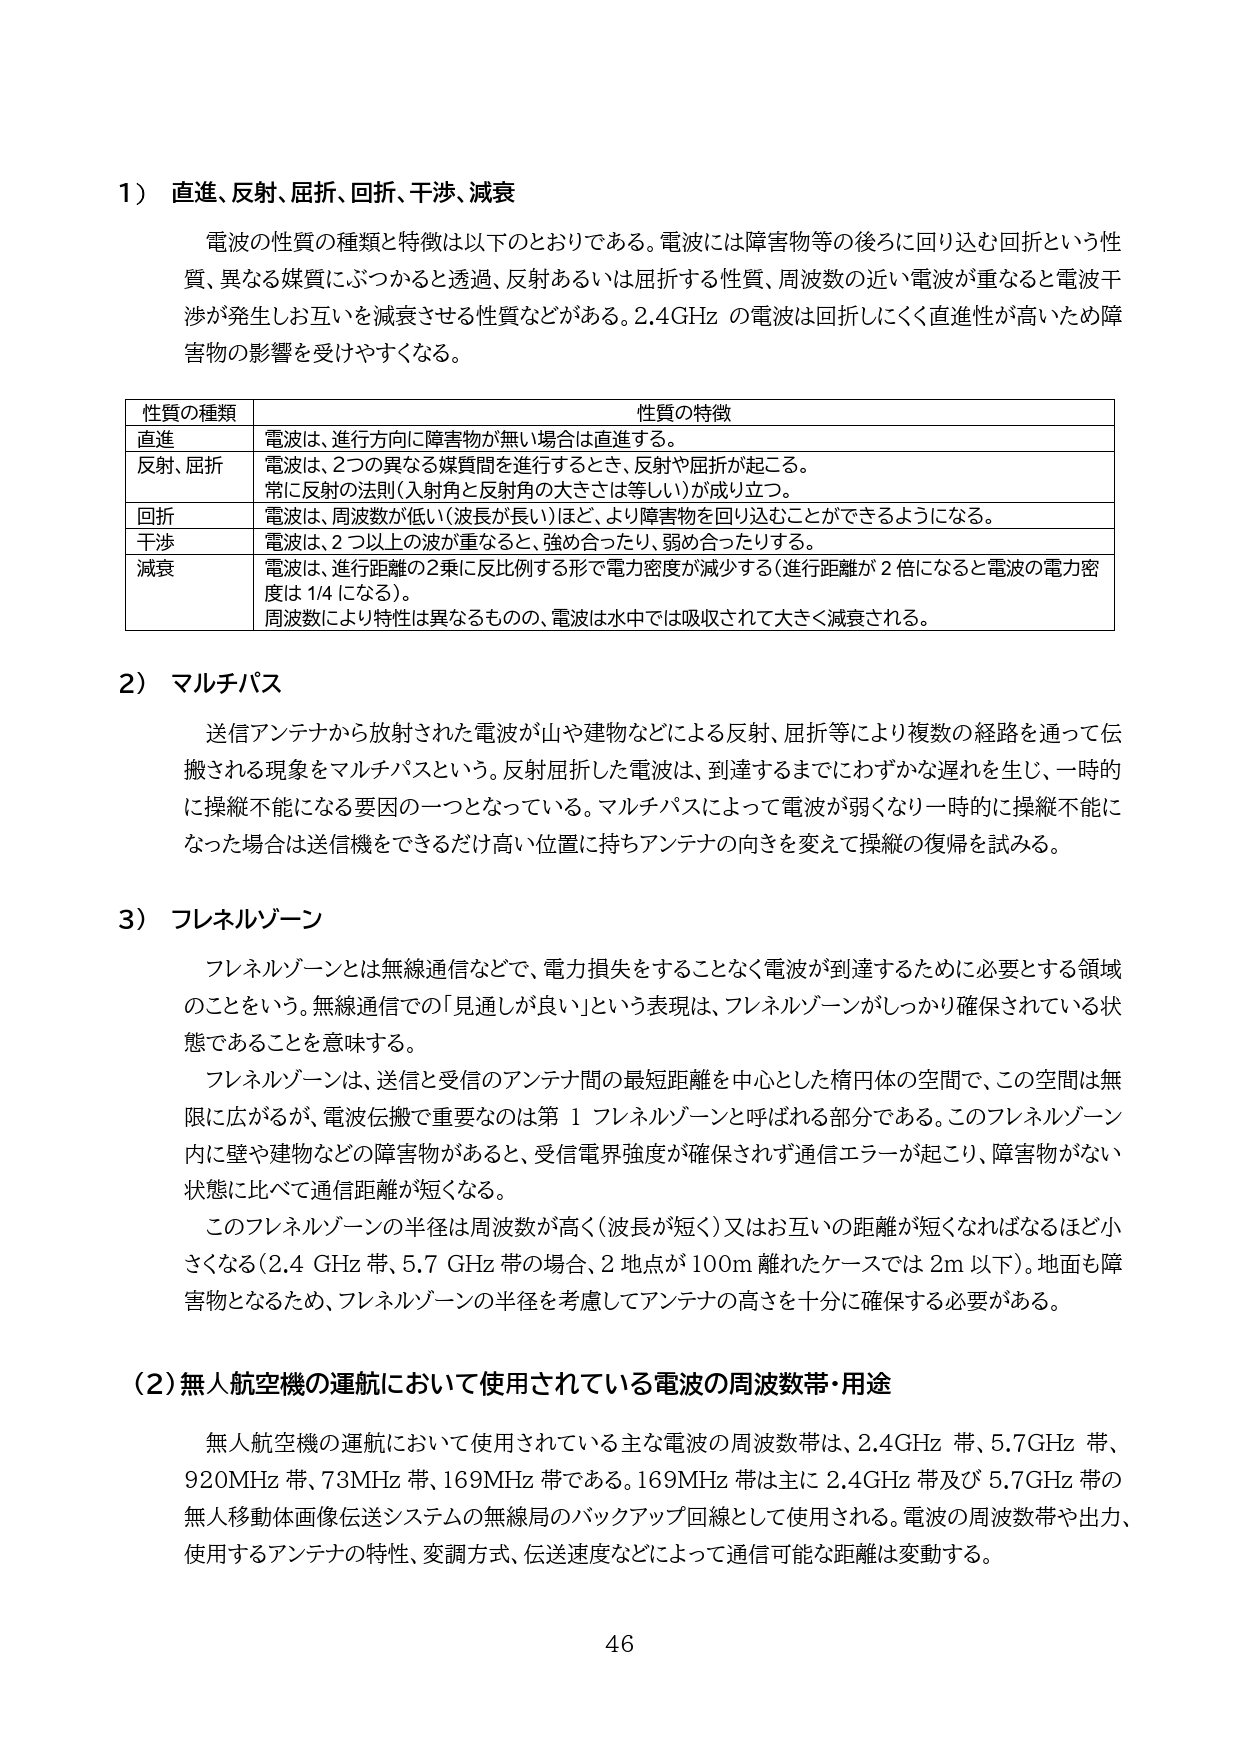 1） 直進、反射、屈折、回折、干渉、減衰
電波の性質の種類と特徴は以下のとおりである。電波には障害物等の後ろに回り込む回折という性
質、異なる媒質にぶつかると透過、反射あるいは屈折する性質、周波数の近い電波が重なると電波干
渉が発生しお互いを減衰させる性質などがある。2.4GHz の電波は回折しにくく直進性が高いため障
害物の影響を受けやすくなる。
性質の種類 性質の特徴
直進 電波は、進行方向に障害物が無い場合は直進する。
反射、屈折 電波は、2つの異なる媒質間を進行するとき、反射や屈折が起こる。
常に反射の法則（入射角と反射角の大きさは等しい）が成り立つ。
回折 電波は、周波数が低い（波長が長い）ほど、より障害物を回り込むことができるようになる。
干渉 電波は、2 つ以上の波が重なると、強め合ったり、弱め合ったりする。
減衰 電波は、進行距離の2乗に反比例する形で電力密度が減少する（進行距離が 2 倍になると電波の電力密
度は 1/4 になる）。
周波数により特性は異なるものの、電波は水中では吸収されて大きく減衰される。
2） マルチパス
送信アンテナから放射された電波が山や建物などによる反射、屈折等により複数の経路を通って伝
搬される現象をマルチパスという。反射屈折した電波は、到達するまでにわずかな遅れを生じ、一時的
に操縦不能になる要因の一つとなっている。マルチパスによって電波が弱くなり一時的に操縦不能に
なった場合は送信機をできるだけ高い位置に持ちアンテナの向きを変えて操縦の復帰を試みる。
3） フレネルゾーン
フレネルゾーンとは無線通信などで、電力損失をすることなく電波が到達するために必要とする領域
のことをいう。無線通信での「見通しが良い」という表現は、フレネルゾーンがしっかり確保されている状
態であることを意味する。
フレネルゾーンは、送信と受信のアンテナ間の最短距離を中心とした楕円体の空間で、この空間は無
限に広がるが、電波伝搬で重要なのは第 1 フレネルゾーンと呼ばれる部分である。このフレネルゾーン
内に壁や建物などの障害物があると、受信電界強度が確保されず通信エラーが起こり、障害物がない
状態に比べて通信距離が短くなる。
このフレネルゾーンの半径は周波数が高く（波長が短く）又はお互いの距離が短くなればなるほど小
さくなる（2.4 GHz 帯、5.7 GHz 帯の場合、2 地点が 100m 離れたケースでは 2m 以下）。地面も障
害物となるため、フレネルゾーンの半径を考慮してアンテナの高さを十分に確保する必要がある。
（2）無人航空機の運航において使用されている電波の周波数帯・用途
無人航空機の運航において使用されている主な電波の周波数帯は、2.4GHz 帯、5.7GHz 帯、
920MHz 帯、73MHz 帯、169MHz 帯である。169MHz 帯は主に 2.4GHz 帯及び 5.7GHz 帯の
無人移動体画像伝送システムの無線局のバックアップ回線として使用される。電波の周波数帯や出力、
使用するアンテナの特性、変調方式、伝送速度などによって通信可能な距離は変動する。
46